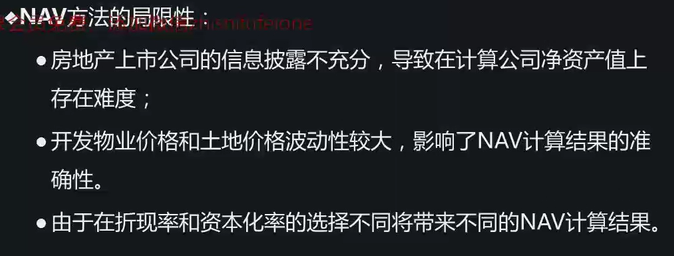 ❖NAV方法的局限性：
●房地产上市公司的信息披露不充分，导致在计算公司净资产值上
存在难度；
●开发物业价格和土地价格波动性较大，影响了NAV计算结果的准
确性。
●由于在折现率和资本化率的选择不同将带来不同的NAV计算结果。